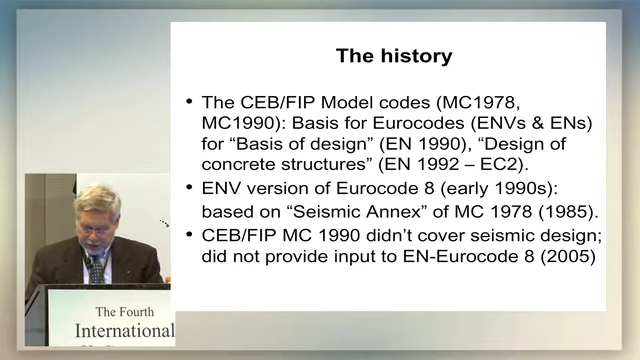 The history
• The CEB/FIP Model codes (MC1978,
MC1990): Basis for Eurocodes (ENVs & ENs)
for “Basis of design” (EN 1990), “Design of
concrete structures” (EN 1992 – EC2).
• ENV version of Eurocode 8 (early 1990s):
based on “Seismic Annex” of MC 1978 (1985).
• CEB/FIP MC 1990 didn’t cover seismic design;
did not provide input to EN-Eurocode 8 (2005)
The Fourth
International